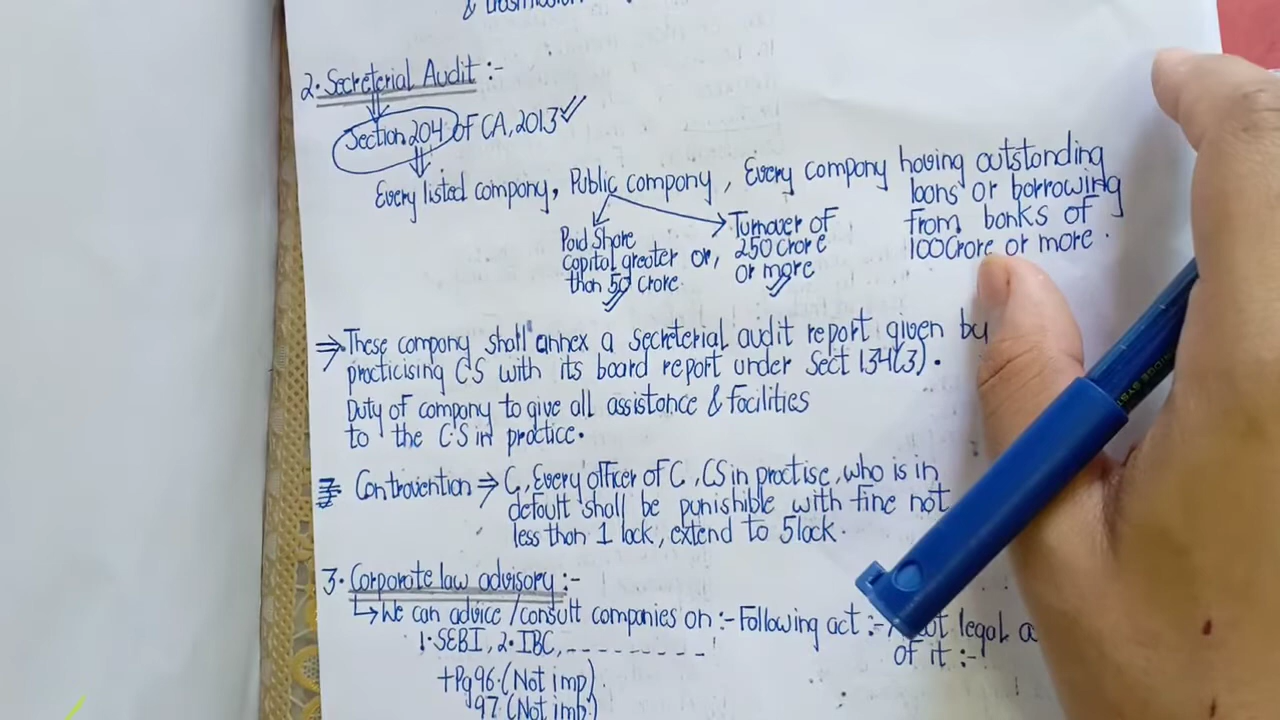 & Trasmission
2. Secreterial Audit :-
Section 204 of CA, 2013
Every listed company, Public company, Every company having outstanding
loans or borrowing
from banks of
100 Crore or more.
Paid Share
capital greater or,
than 50 crore.
Turnover of
250 crore
or more
⇒ These company shall annex a secreterial audit report given by
practicising CS with its board report under Sect 134(3).
Duty of company to give all assistance & facilities
to the C.S in practice.
Contravention ⇒ C, Every officer of C, CS in practise, who is in
default shall be punishible with fine not
less than 1 lack, extend to 5 lack.
3. Corporate law advisory :-
↳ We can advice / consult companies on :- Following act :- legal
of it :-
1. SEBI, 2. IBC, ---------
+ Pg 96. (Not imp)
97 (Not imp)